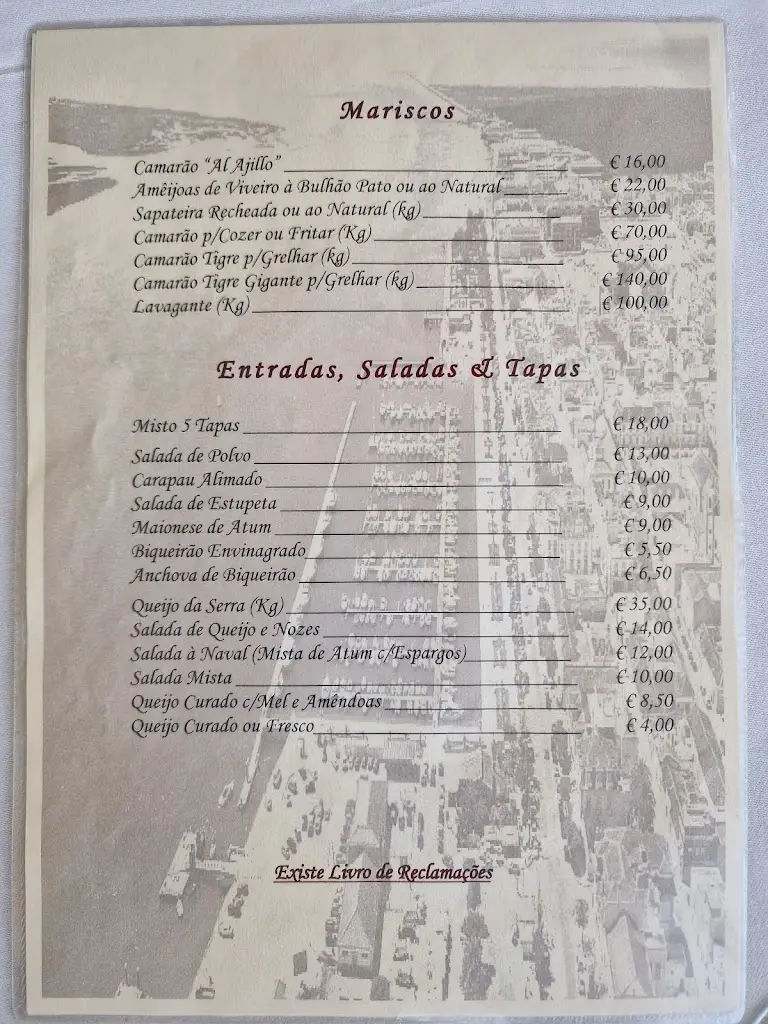 Mariscos
Camarão “Al Ajillo” € 16,00
Amêijoas de Viveiro à Bulhão Pato ou ao Natural € 22,00
Sapateira Recheada ou ao Natural (kg) € 30,00
Camarão p/Cozer ou Fritar (Kg) € 70,00
Camarão Tigre p/Grelhar (kg) € 95,00
Camarão Tigre Gigante p/Grelhar (kg) € 140,00
Lavagante (Kg) € 100,00
Entradas, Saladas & Tapas
Misto 5 Tapas € 18,00
Salada de Polvo € 13,00
Carapau Alimado € 10,00
Salada de Estupeta € 9,00
Maionese de Atum € 9,00
Biqueirão Envinagrado € 5,50
Anchova de Biqueirão € 6,50
Queijo da Serra (Kg) € 35,00
Salada de Queijo e Nozes € 14,00
Salada à Naval (Mista de Atum c/Espargos) € 12,00
Salada Mista € 10,00
Queijo Curado c/Mel e Amêndoas € 8,50
Queijo Curado ou Fresco € 4,00
Existe Livro de Reclamações